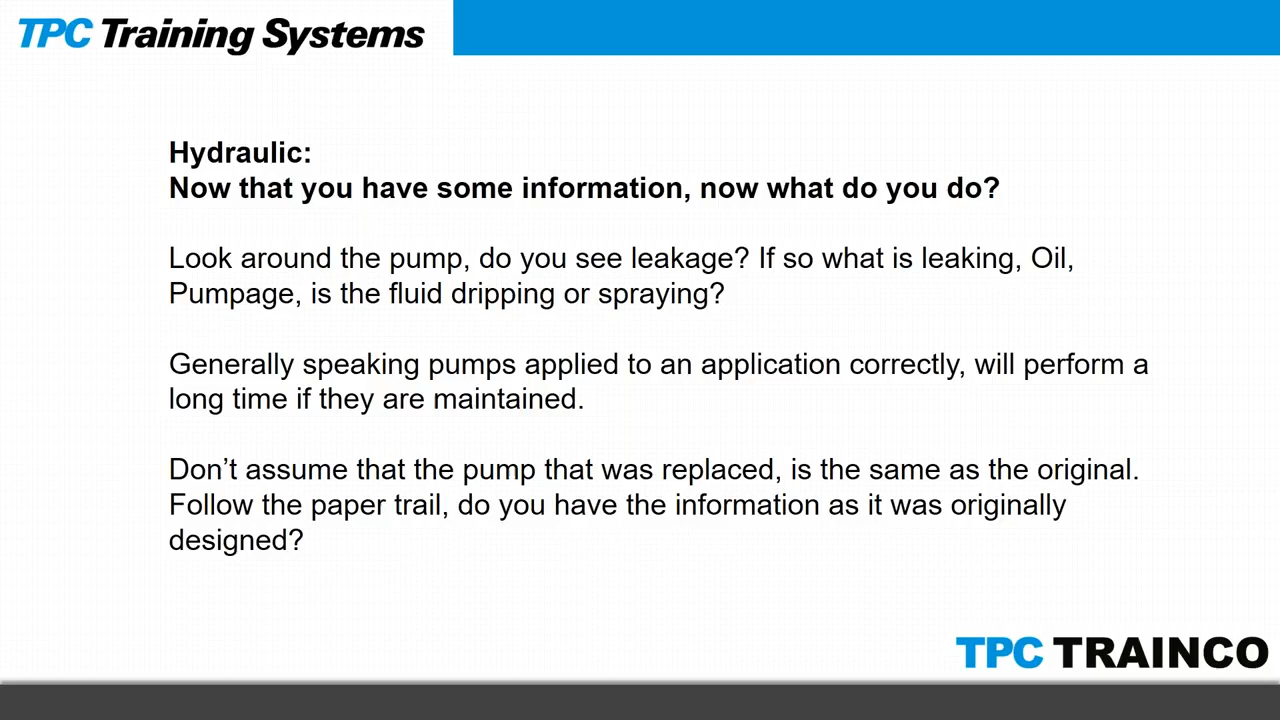 TPC Training Systems
Hydraulic:
Now that you have some information, now what do you do?
Look around the pump, do you see leakage? If so what is leaking, Oil,
Pumpage, is the fluid dripping or spraying?
Generally speaking pumps applied to an application correctly, will perform a
long time if they are maintained.
Don’t assume that the pump that was replaced, is the same as the original.
Follow the paper trail, do you have the information as it was originally
designed?
TPC TRAINCO